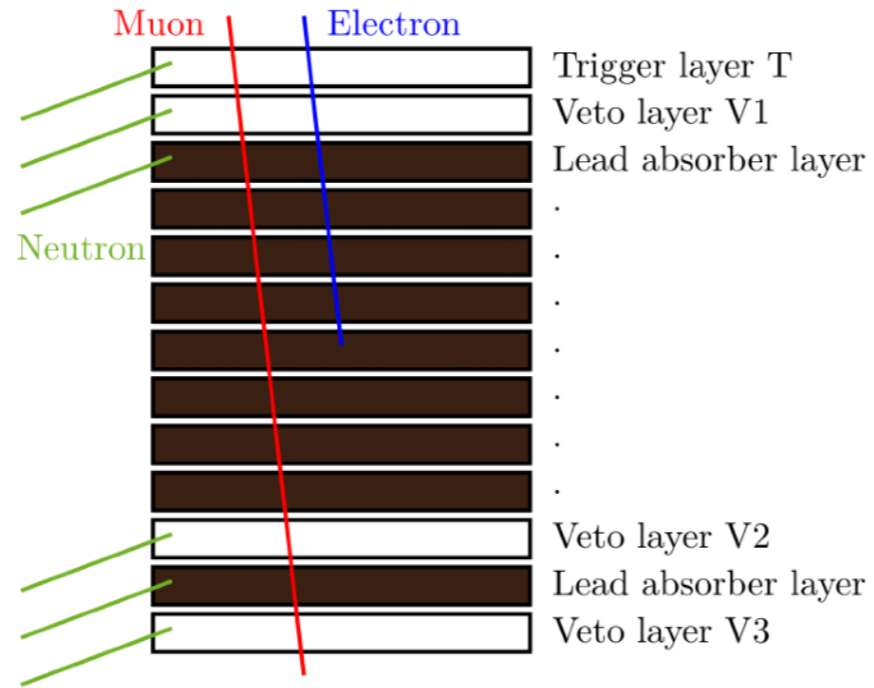 Muon Electron
Trigger layer T
Veto layer V1
Lead absorber layer
.
Neutron
.
.
.
.
.
.
Veto layer V2
Lead absorber layer
Veto layer V3